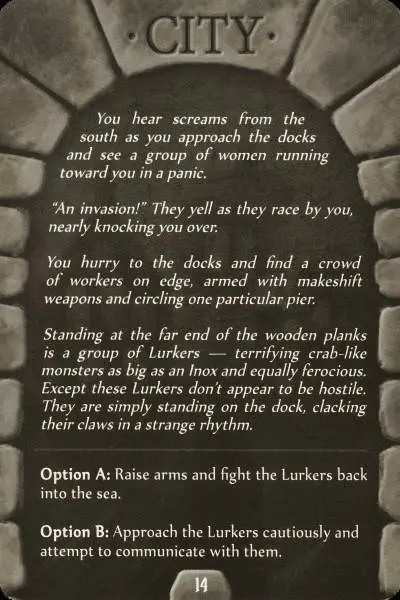 · CITY ·
You hear screams from the
south as you approach the docks
and see a group of women running
toward you in a panic.
“An invasion!” They yell as they race by you,
nearly knocking you over.
You hurry to the docks and find a crowd
of workers on edge, armed with makeshift
weapons and circling one particular pier.
Standing at the far end of the wooden planks
is a group of Lurkers — terrifying crab-like
monsters as big as an Inox and equally ferocious.
Except these Lurkers don’t appear to be hostile.
They are simply standing on the dock, clacking
their claws in a strange rhythm.
Option A: Raise arms and fight the Lurkers back
into the sea.
Option B: Approach the Lurkers cautiously and
attempt to communicate with them.
14